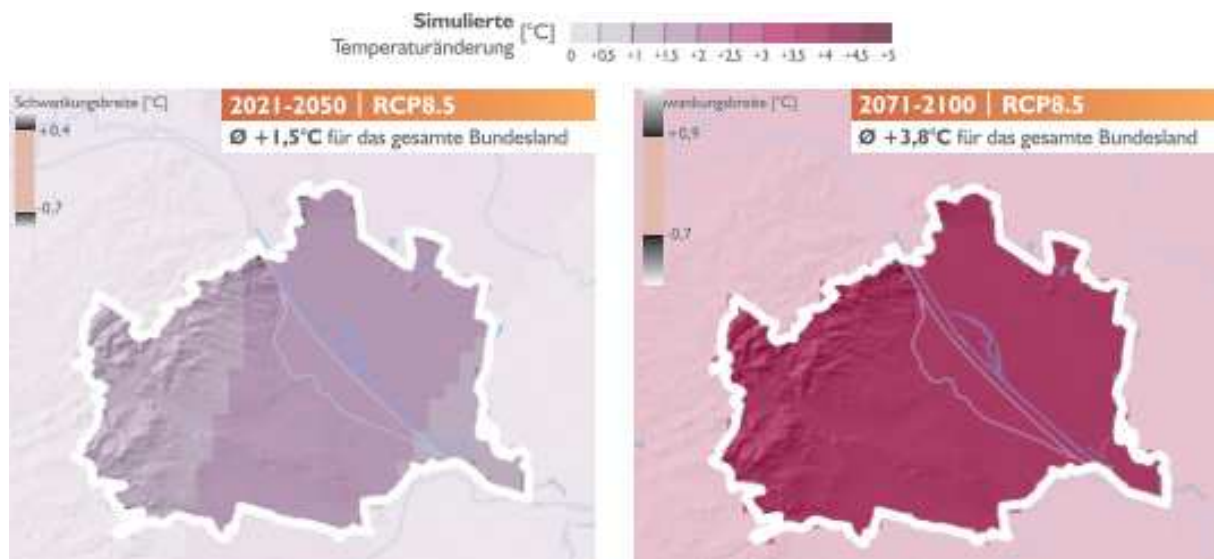 Simulierte
Temperaturänderung
[°C]
0 +0,5 +1 +1,5 +2 +2,5 +3 +3,5 +4 +4,5 +5
Schwankungsbreite [°C]
+0,4
-0,7
2021-2050 | RCP8.5
Ø +1,5°C für das gesamte Bundesland
wankungsbreite [°C]
+0,9
-0,7
2071-2100 | RCP8.5
Ø +3,8°C für das gesamte Bundesland